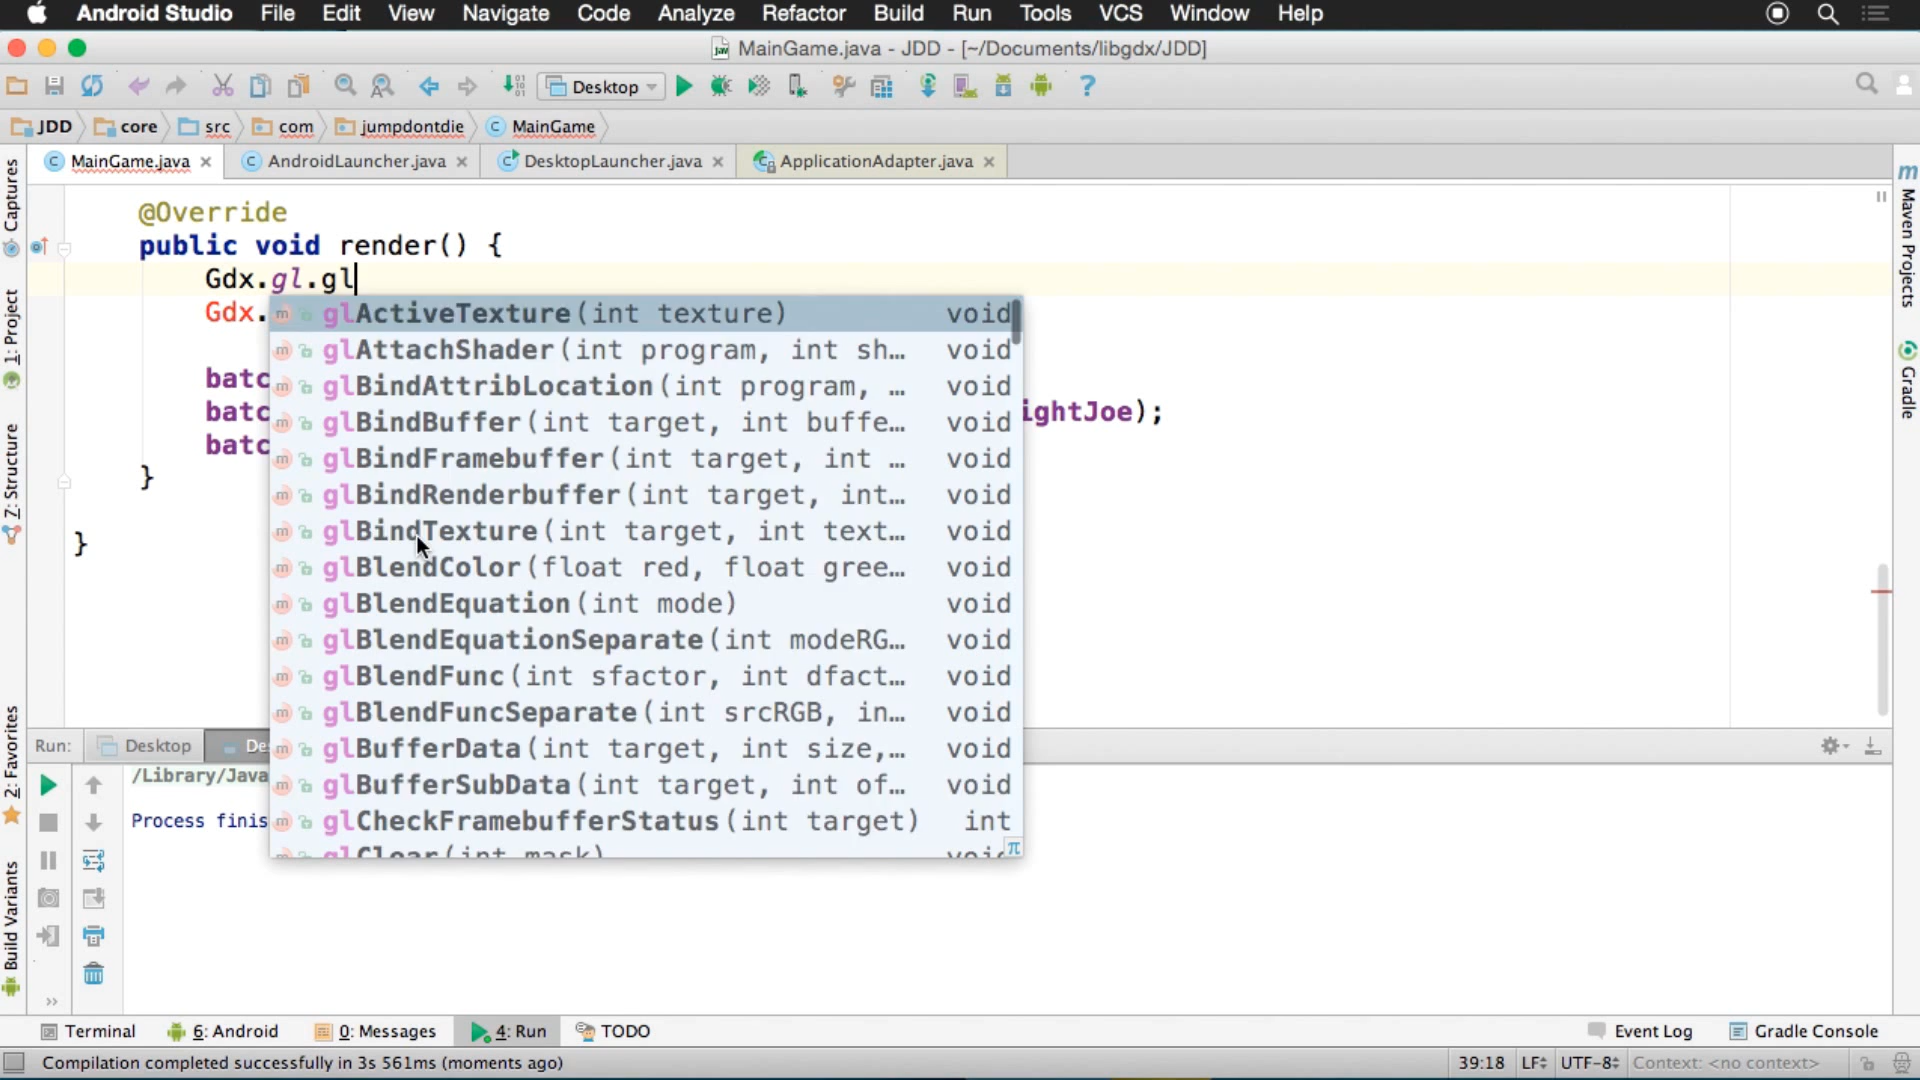 Android Studio File Edit View Navigate Code Analyze Refactor Build Run Tools VCS Window Help
MainGame.java - JDD - [~/Documents/libgdx/JDD]
Desktop
JDD core src com jumpdontdie MainGame
MainGame.java AndroidLauncher.java DesktopLauncher.java ApplicationAdapter.java
@Override
public void render() {
Gdx.gl.gl
Gdx.
glActiveTexture(int texture) void
glAttachShader(int program, int sh… void
batc
glBindAttribLocation(int program, … void
batc ightJoe);
glBindBuffer(int target, int buffe… void
batc
glBindFramebuffer(int target, int … void
}
glBindRenderbuffer(int target, int… void
glBindTexture(int target, int text… void
}
glBlendColor(float red, float gree… void
glBlendEquation(int mode) void
glBlendEquationSeparate(int modeRG… void
glBlendFunc(int sfactor, int dfact… void
glBlendFuncSeparate(int srcRGB, in… void
glBufferData(int target, int size,… void
glBufferSubData(int target, int of… void
glCheckFramebufferStatus(int target) int
glClear(int mask) void
π
Captures
1: Project
7: Structure
2: Favorites
Build Variants
Maven Projects
Gradle
Run: Desktop De
/Library/Java
Process finis
Terminal 6: Android 0: Messages 4: Run TODO Event Log Gradle Console
Compilation completed successfully in 3s 561ms (moments ago) 39:18 LF UTF-8 Context: <no context>